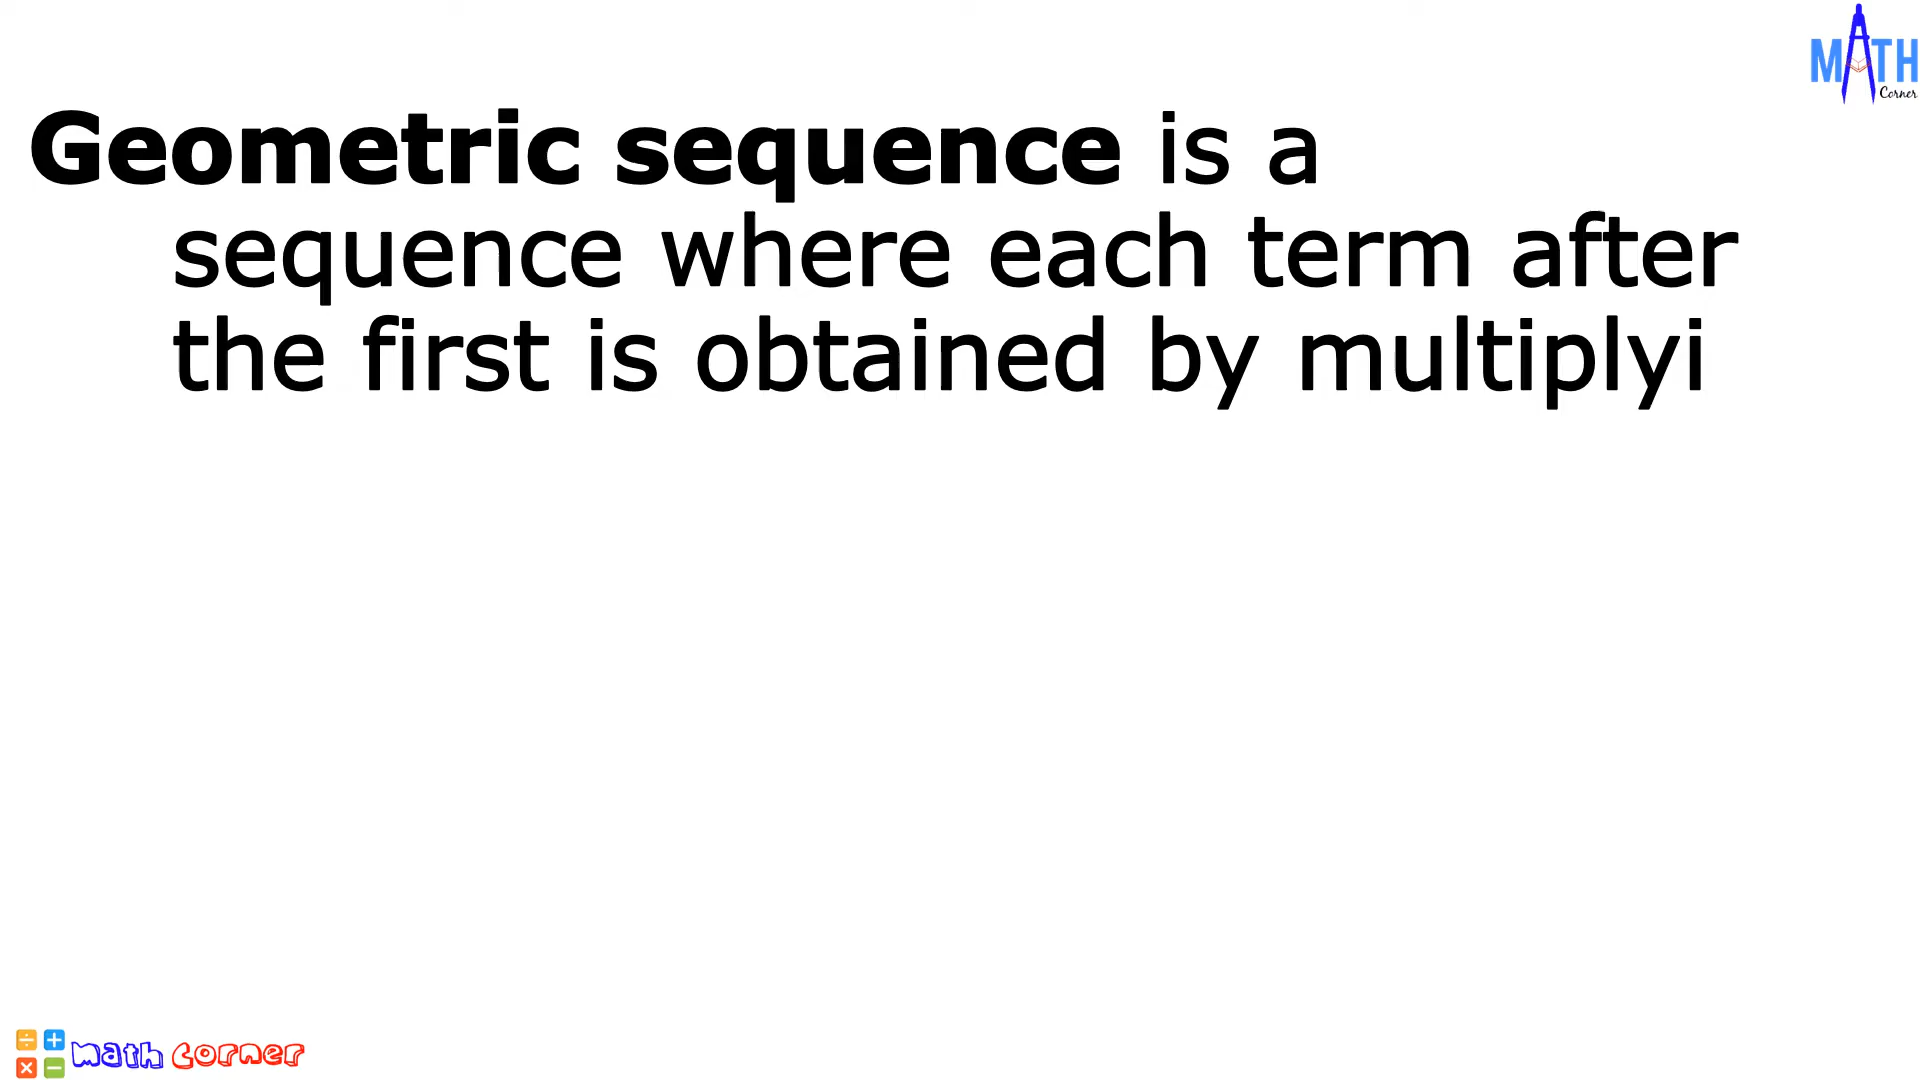 MATH
Corner
Geometric sequence is a
sequence where each term after
the first is obtained by multiplyi
math corner